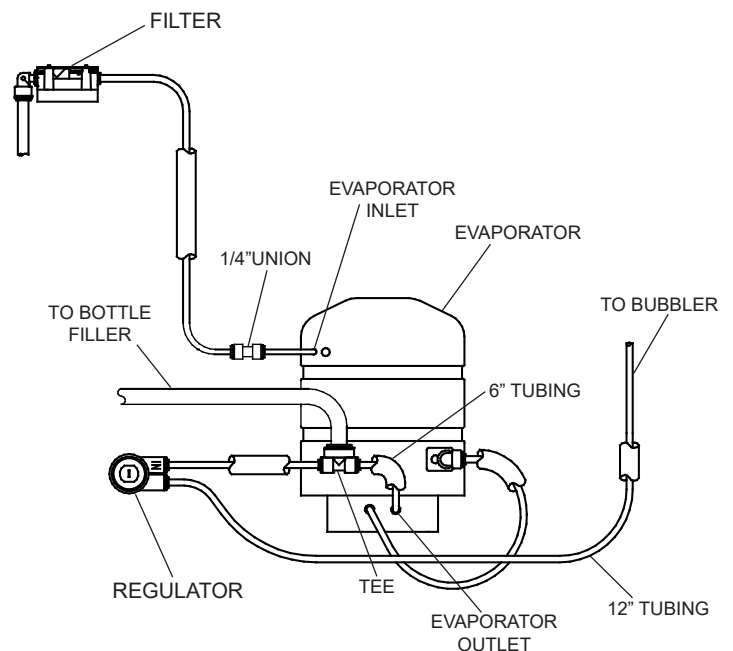 FILTER
EVAPORATOR
INLET
EVAPORATOR
1/4"UNION
TO BOTTLE
FILLER
TO BUBBLER
6" TUBING
IN
REGULATOR
TEE
EVAPORATOR
OUTLET
12" TUBING